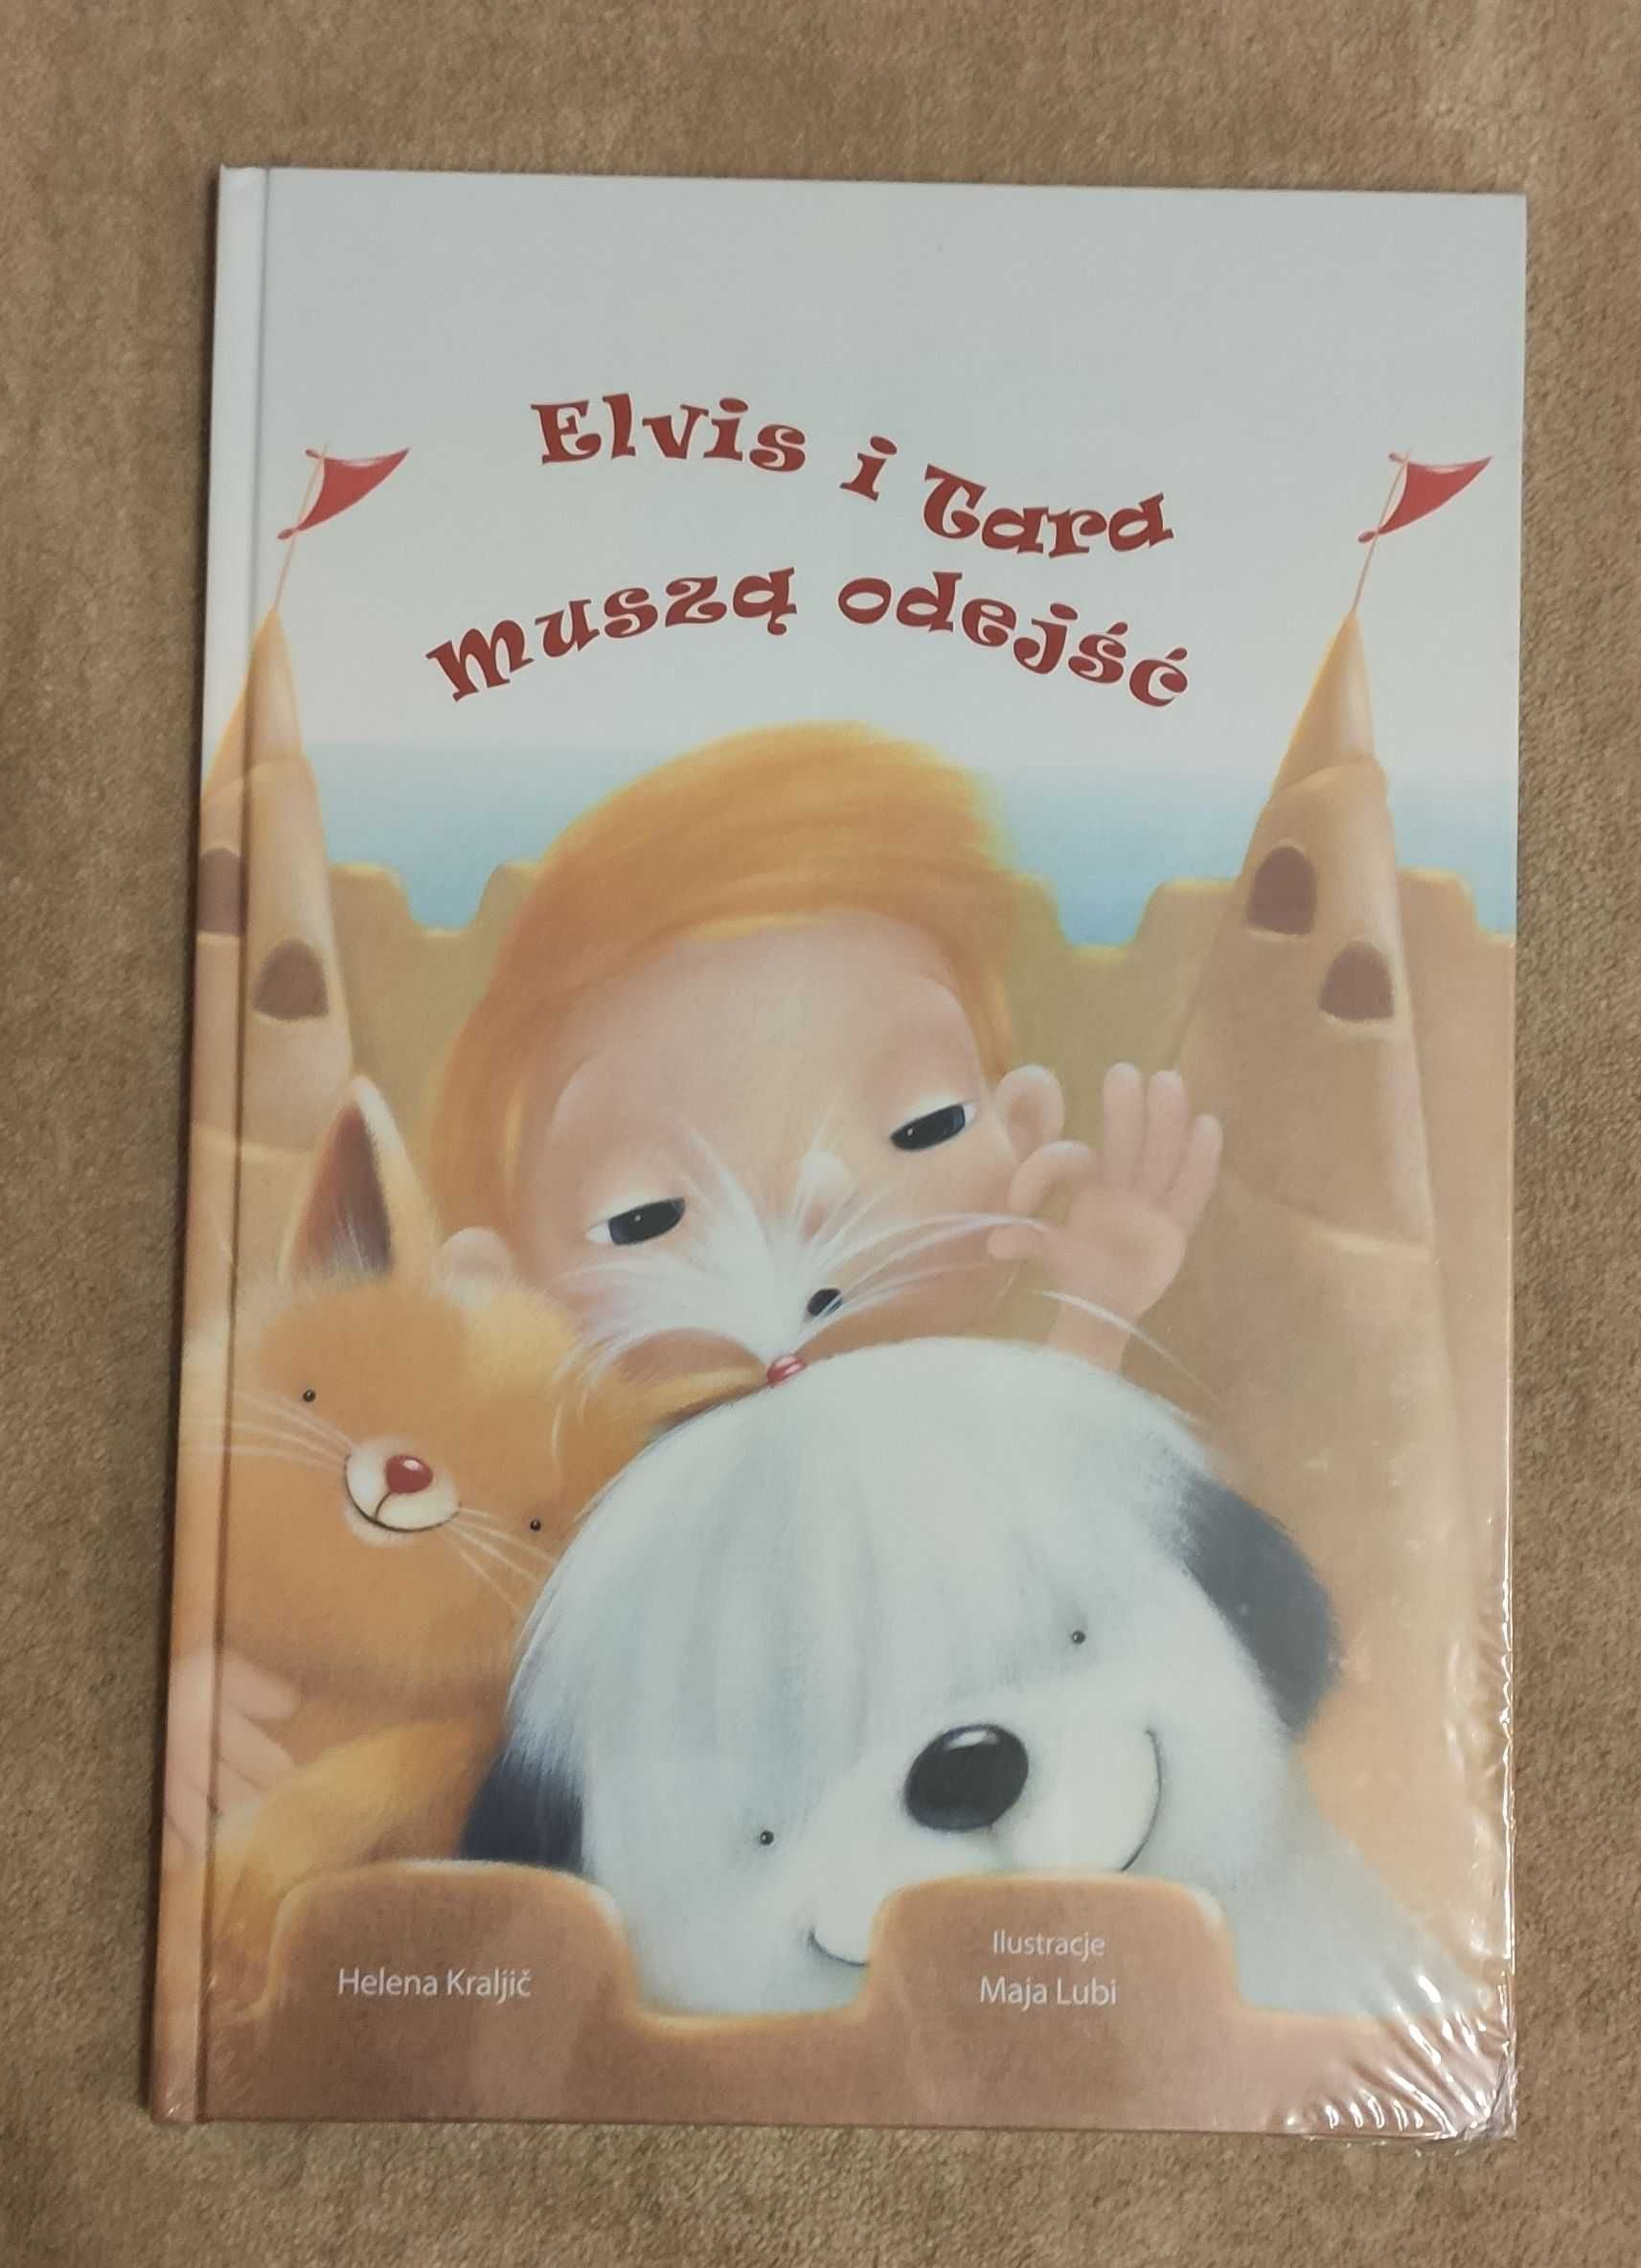 Elvis i Tara
muszą odejść
Helena Kraljič
Ilustracje
Maja Lubi